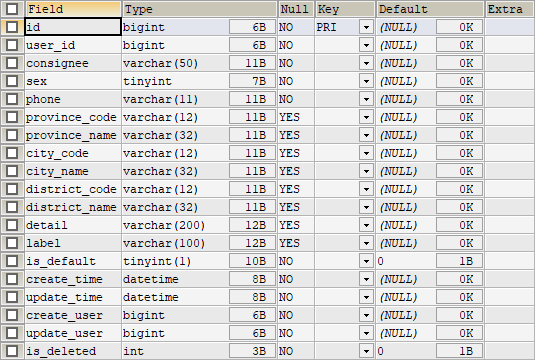 Field Type Null Key Default Extra
id bigint 6B NO PRI (NULL) 0K
user_id bigint 6B NO (NULL) 0K
consignee varchar(50) 11B NO (NULL) 0K
sex tinyint 7B NO (NULL) 0K
phone varchar(11) 11B NO (NULL) 0K
province_code varchar(12) 11B YES (NULL) 0K
province_name varchar(32) 11B YES (NULL) 0K
city_code varchar(12) 11B YES (NULL) 0K
city_name varchar(32) 11B YES (NULL) 0K
district_code varchar(12) 11B YES (NULL) 0K
district_name varchar(32) 11B YES (NULL) 0K
detail varchar(200) 12B YES (NULL) 0K
label varchar(100) 12B YES (NULL) 0K
is_default tinyint(1) 10B NO 0 1B
create_time datetime 8B NO (NULL) 0K
update_time datetime 8B NO (NULL) 0K
create_user bigint 6B NO (NULL) 0K
update_user bigint 6B NO (NULL) 0K
is_deleted int 3B NO 0 1B